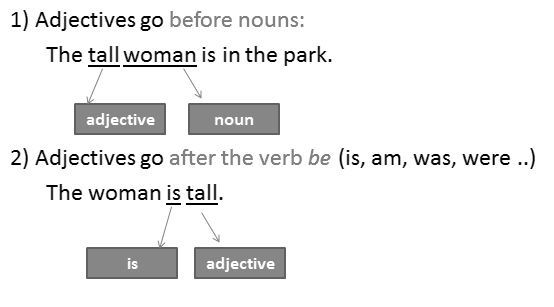 1) Adjectives go before nouns:
The tall woman is in the park.
adjective noun
2) Adjectives go after the verb be (is, am, was, were ..)
The woman is tall.
is adjective